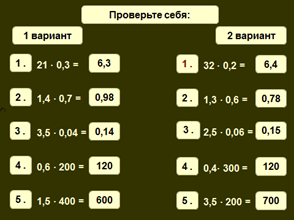 Проверьте себя:
1 вариант
2 вариант
1. 21 · 0,3 = 6,3
1. 32 · 0,2 = 6,4
2. 1,4 · 0,7 = 0,98
2. 1,3 · 0,6 = 0,78
3. 3,5 · 0,04 = 0,14
3. 2,5 · 0,06 = 0,15
4. 0,6 · 200 = 120
4. 0,4· 300 = 120
5. 1,5 · 400 = 600
5. 3,5 · 200 = 700